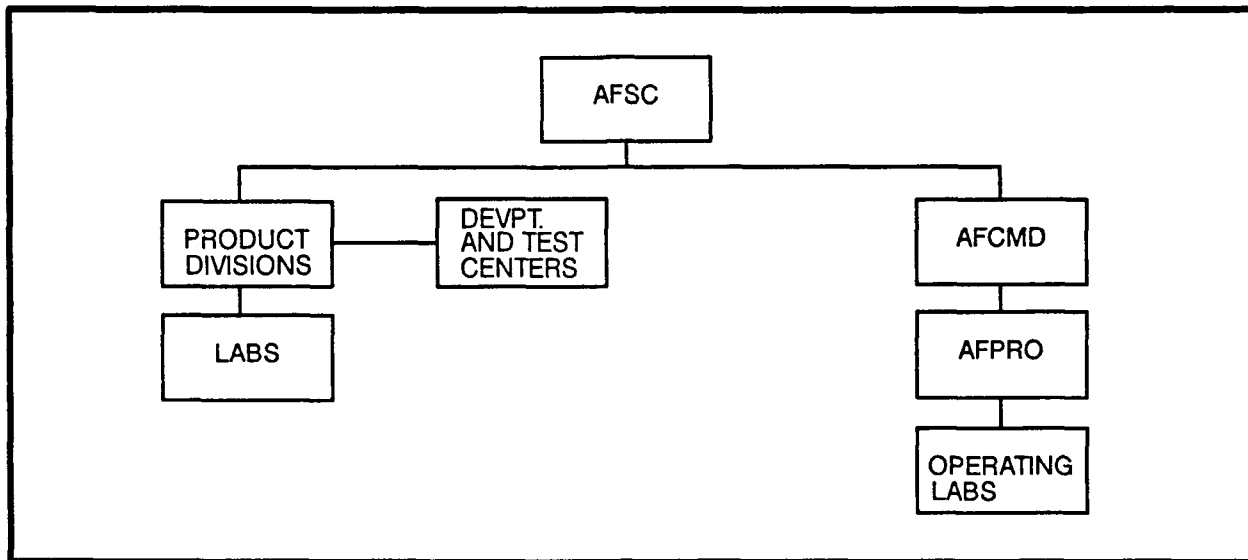 AFSC
PRODUCT
DIVISIONS
DEVPT.
AND TEST
CENTERS
AFCMD
LABS
AFPRO
OPERATING
LABS